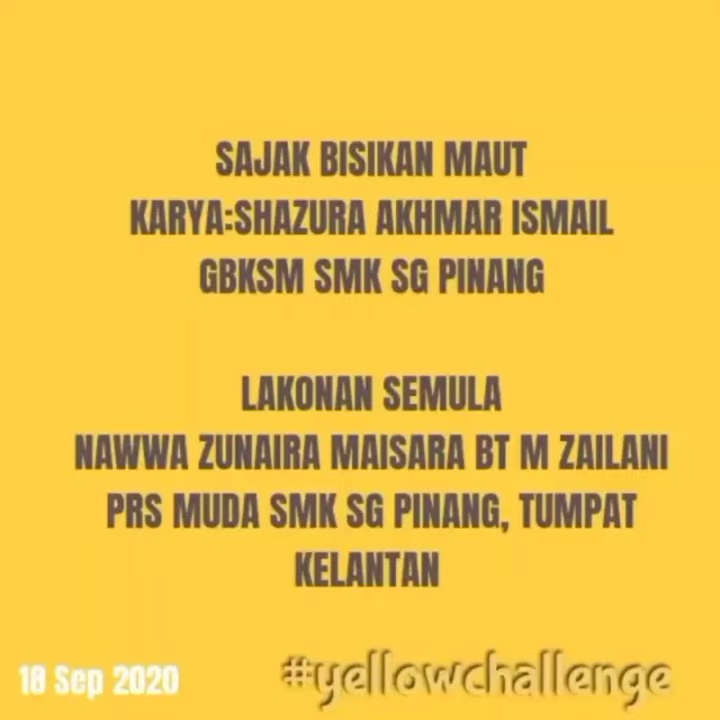 SAJAK BISIKAN MAUT
KARYA:SHAZURA AKHMAR ISMAIL
GBKSM SMK SG PINANG
LAKONAN SEMULA
NAWWA ZUNAIRA MAISARA BT M ZAILANI
PRS MUDA SMK SG PINANG, TUMPAT
KELANTAN
18 Sep 2020
#yellowchallenge